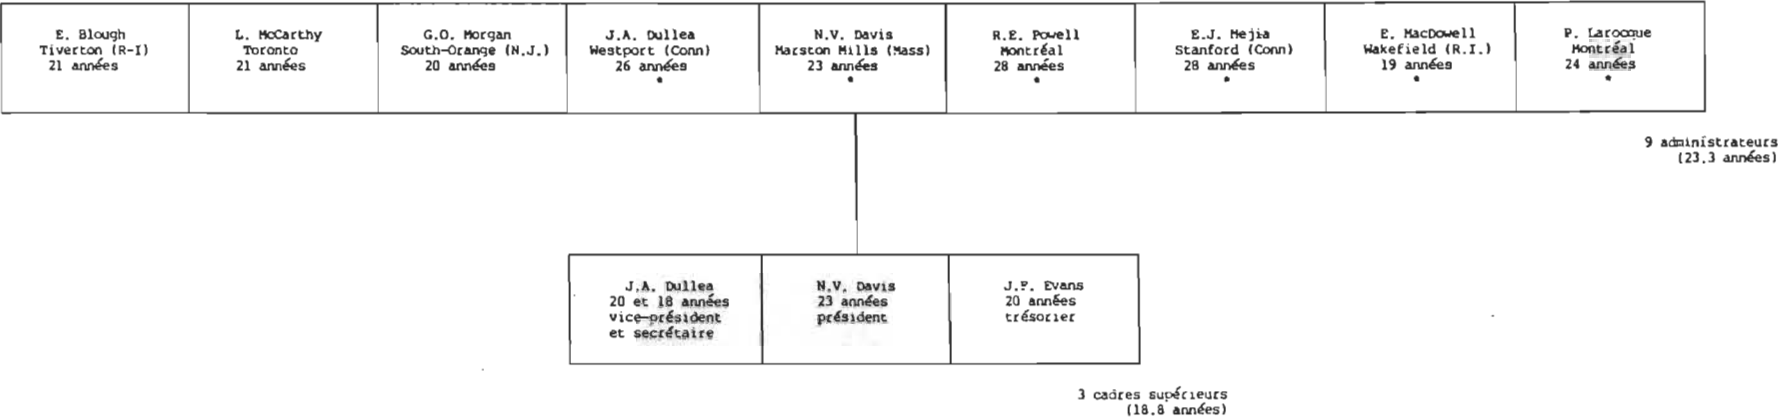 E. Blough
Tiverton (R-I)
21 années
L. McCarthy
Toronto
21 années
G.O. Morgan
South-Orange (N.J.)
20 années
J.A. Dullea
Westport (Conn)
26 années
*
N.V. Davis
Marston Mills (Mass)
23 années
*
R.E. Powell
Montréal
28 années
*
E.J. Mejia
Stanford (Conn)
28 années
*
E. MacDowell
Wakefield (R.I.)
19 années
*
P. Larocque
Montréal
24 années
*
9 administrateurs
(23.3 années)
J.A. Dullea
20 et 18 années
vice-président
et secrétaire
N.V. Davis
23 années
président
J.F. Evans
20 années
trésorier
3 cadres supérieurs
(18.8 années)